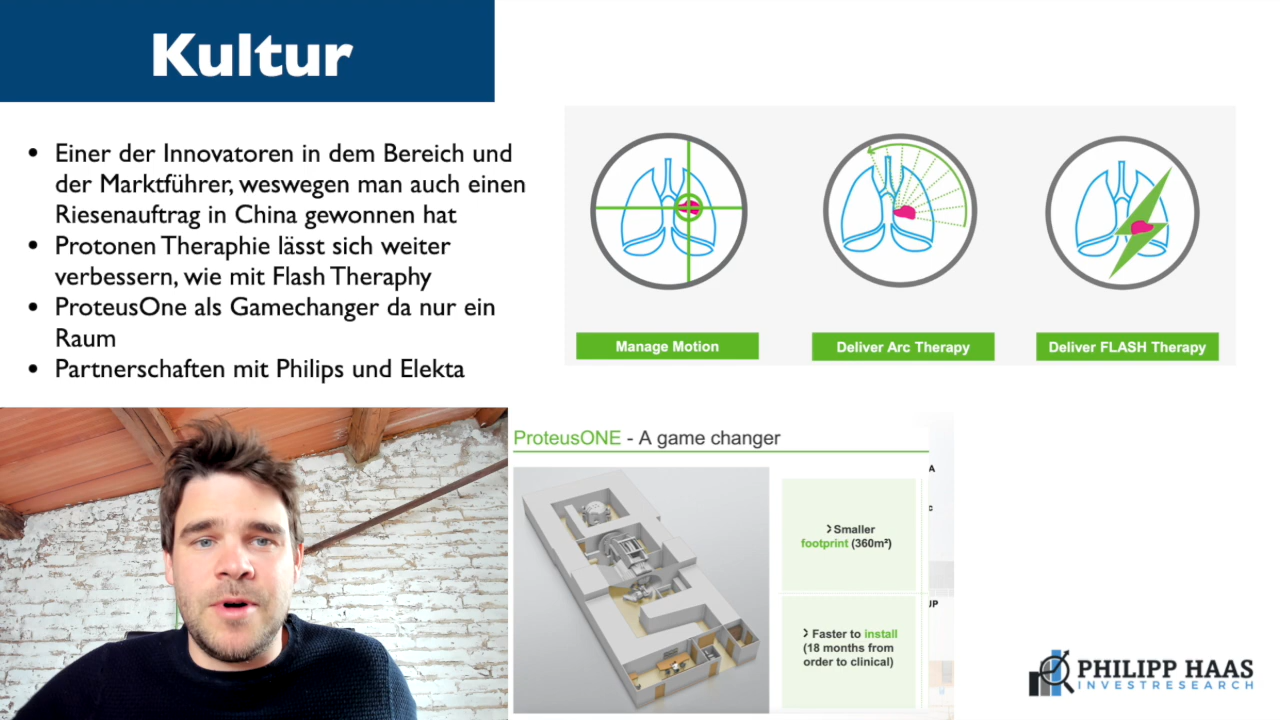 Kultur
• Einer der Innovatoren in dem Bereich und
der Marktführer, weswegen man auch einen
Riesenauftrag in China gewonnen hat
• Protonen Theraphie lässt sich weiter
verbessern, wie mit Flash Theraphy
• ProteusOne als Gamechanger da nur ein
Raum
• Partnerschaften mit Philips und Elekta
Manage Motion
Deliver Arc Therapy
Deliver FLASH Therapy
ProteusONE - A game changer
Smaller
footprint (360m²)
Faster to install
(18 months from
order to clinical)
A
c
UP
PHILIPP HAAS
INVESTRESEARCH